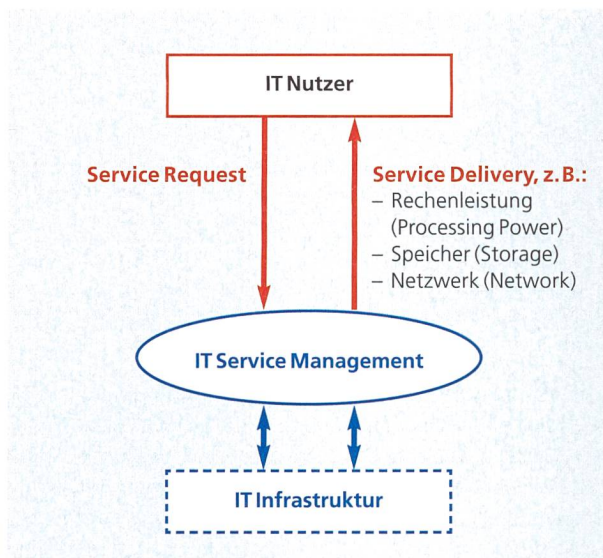 IT Nutzer
Service Request
Service Delivery, z. B.:
– Rechenleistung
(Processing Power)
– Speicher (Storage)
– Netzwerk (Network)
IT Service Management
IT Infrastruktur